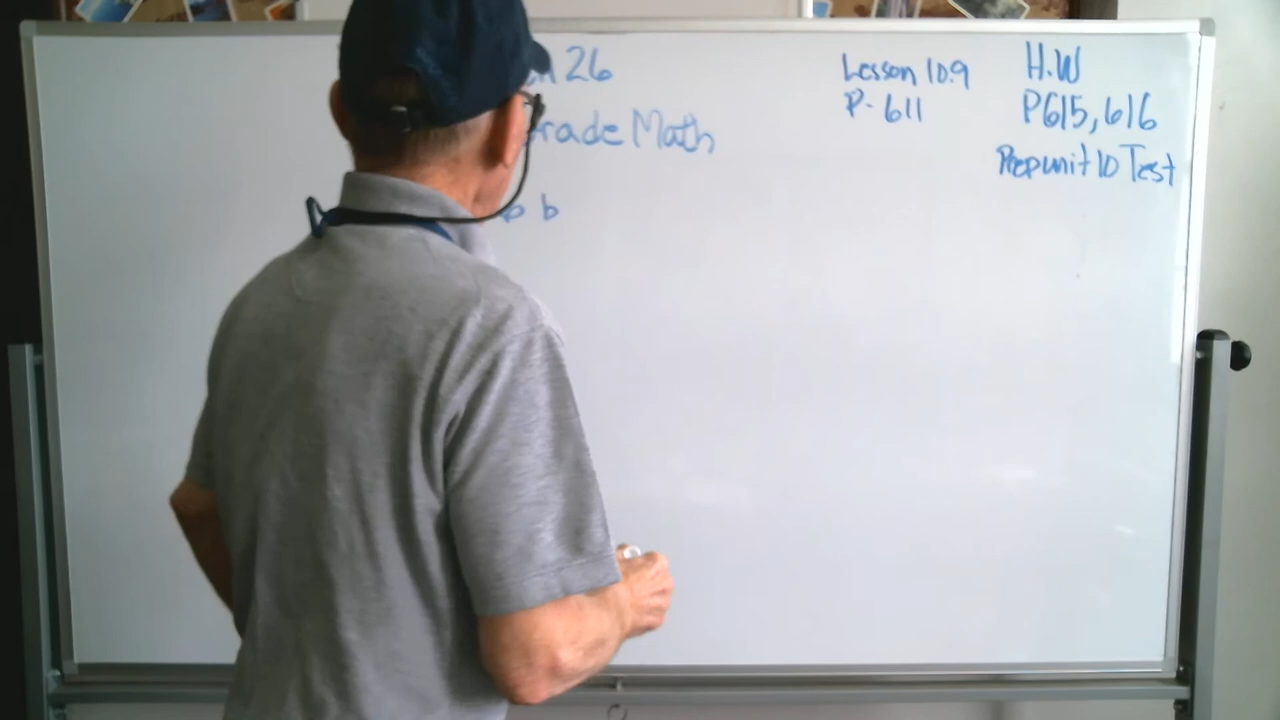 26
rade Math
b b
Lesson 10.9
P. 611
H.W
P615, 616
Prep unit 10 Test